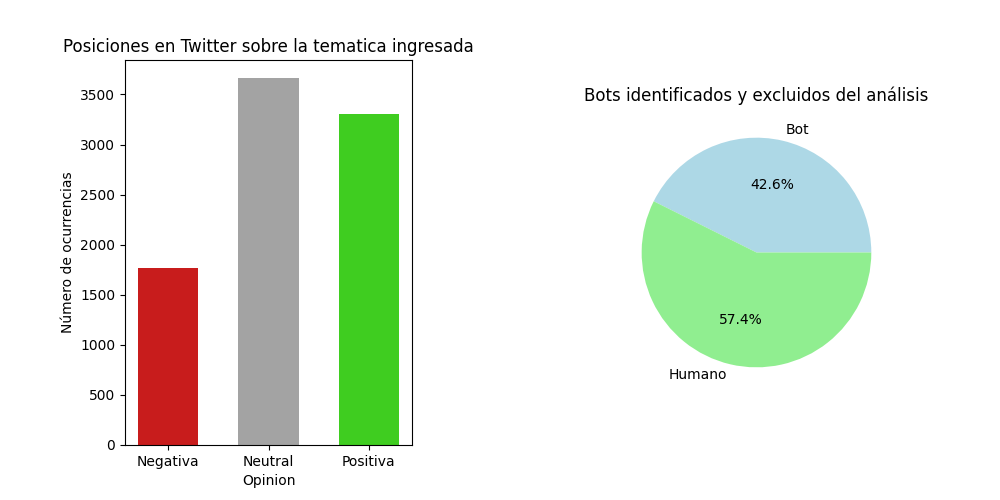 Posiciones en Twitter sobre la tematica ingresada
Número de ocurrencias
3500
3000
2500
2000
1500
1000
500
0
Negativa
Neutral
Positiva
Opinion
Bots identificados y excluidos del análisis
Bot
42.6%
57.4%
Humano